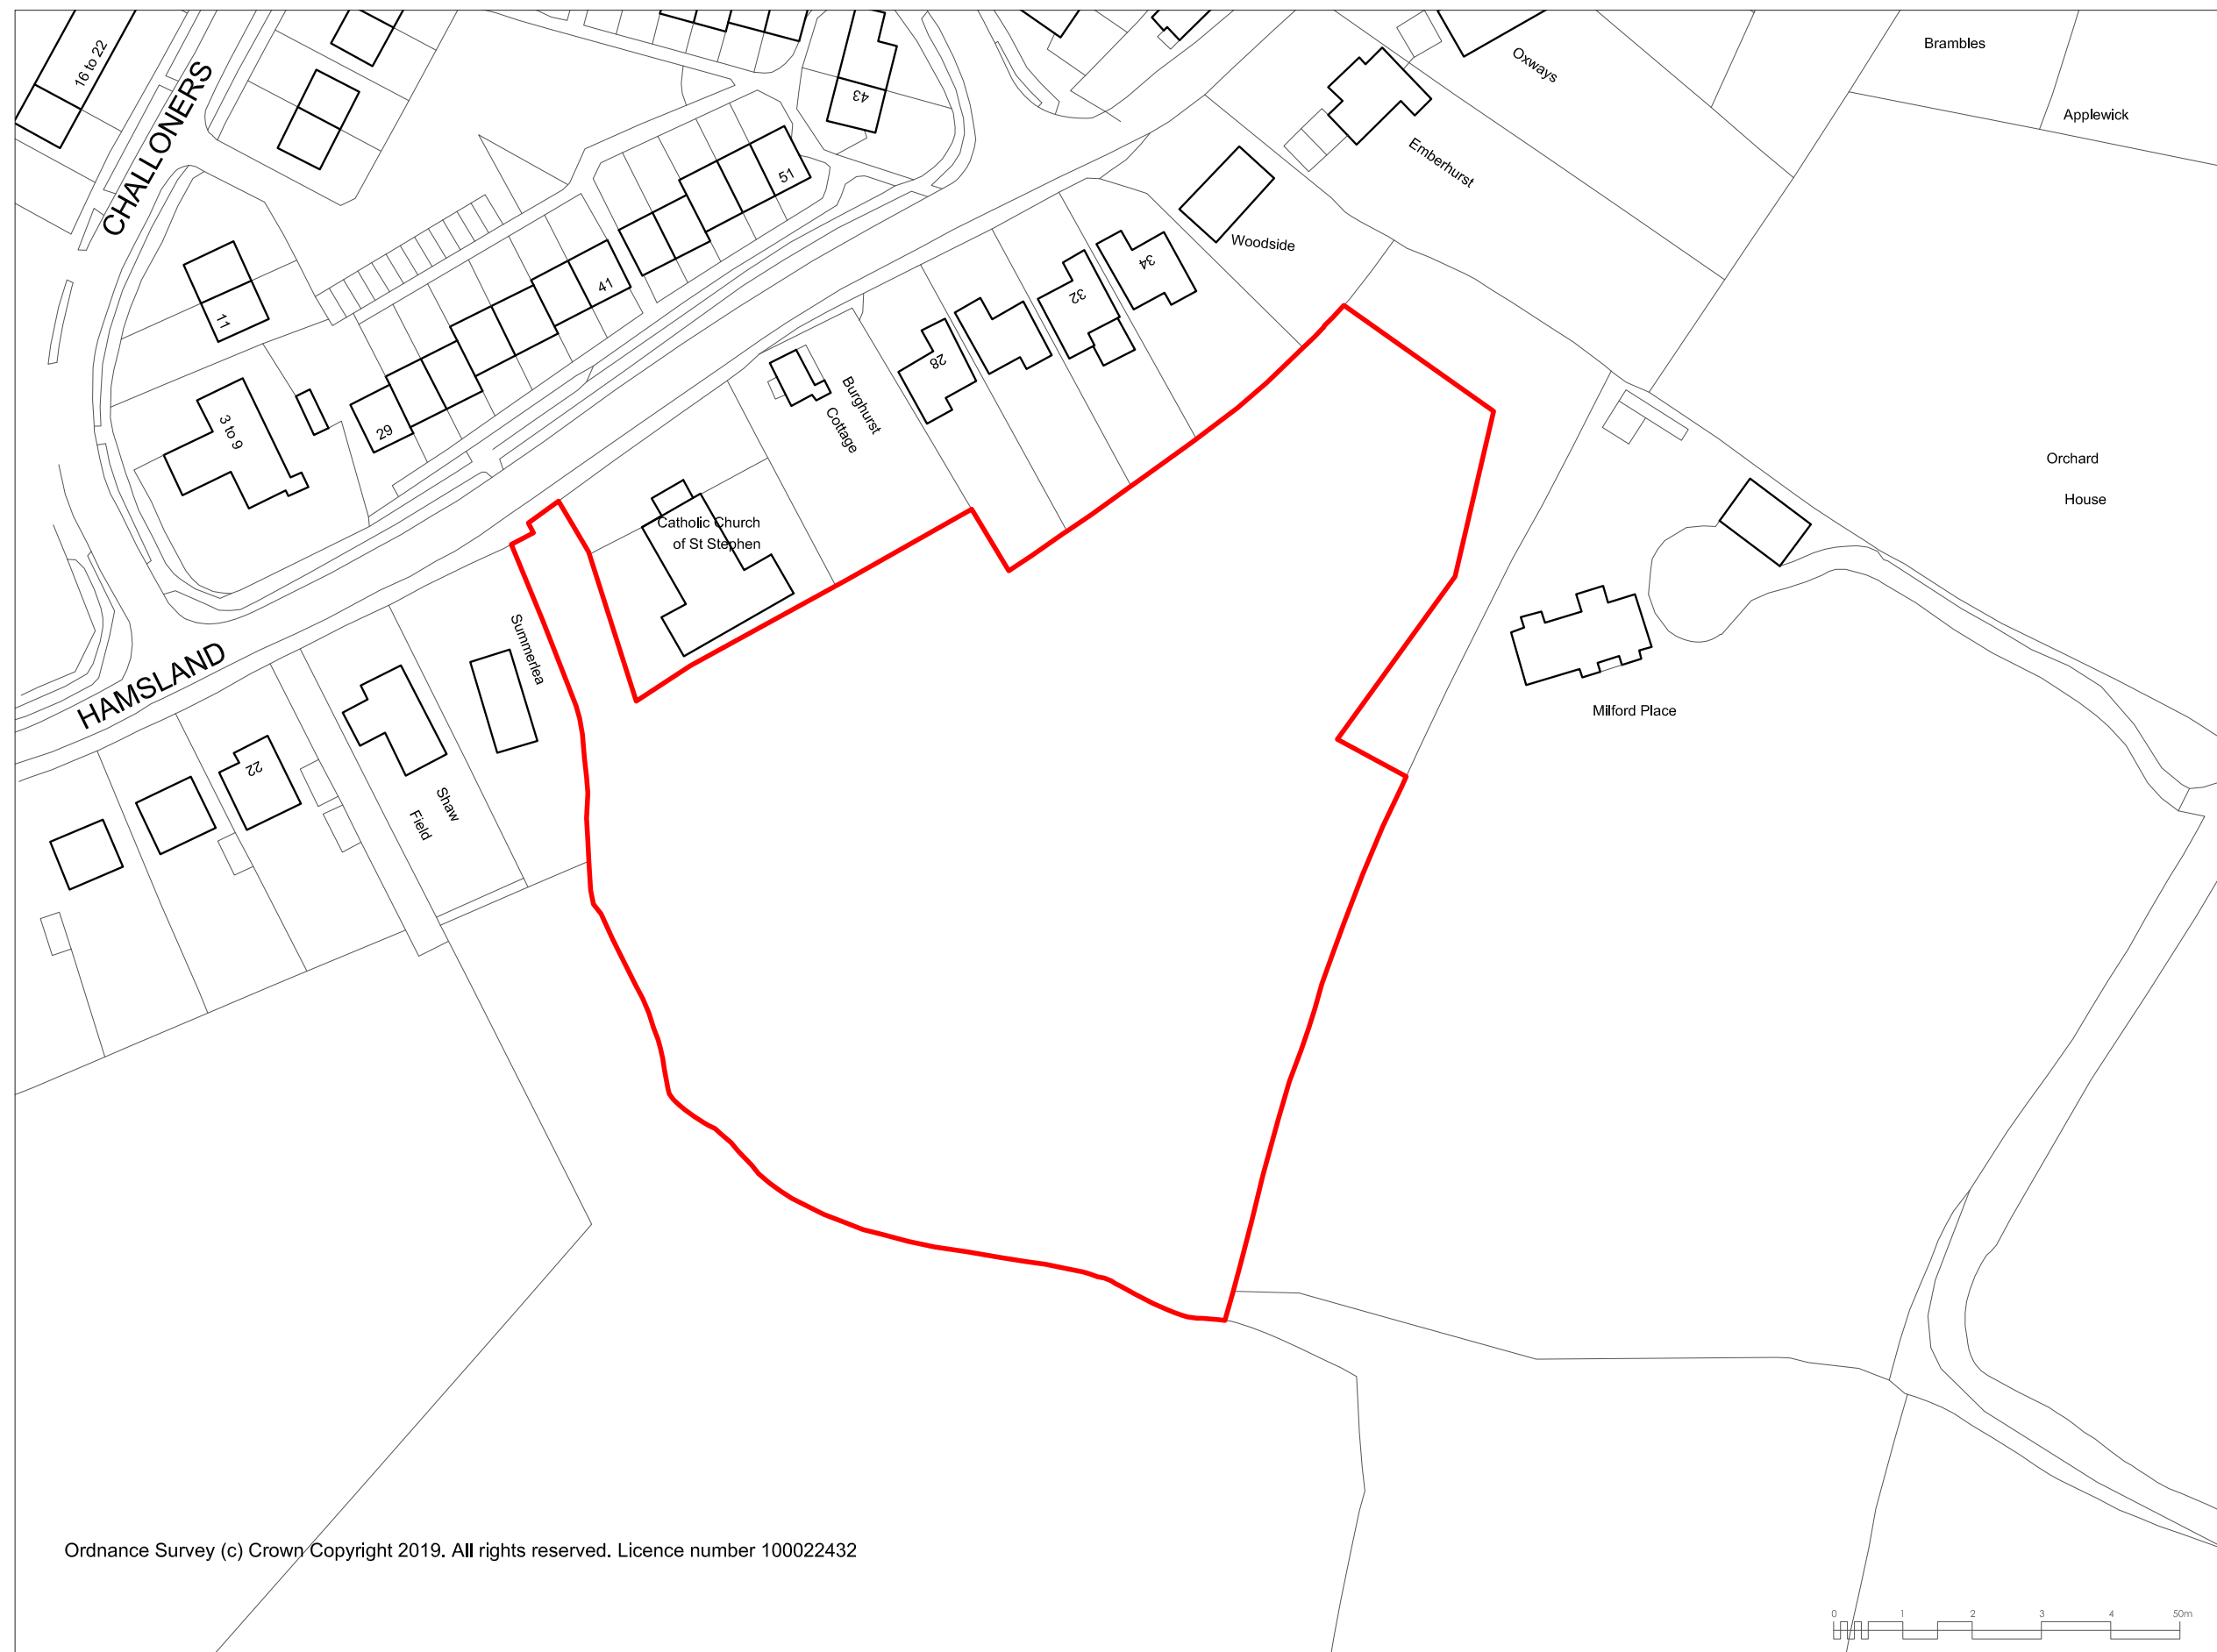 16 to 22
CHALLONERS
43
51
Oxways
Emberhurst
Brambles
Applewick
Woodside
34
32
41
11
3 to 9
29
28
Burghurst
Cottage
Orchard
House
Catholic Church
of St Stephen
Summerlea
HAMSLAND
22
Shaw
Field
Milford Place
Ordnance Survey (c) Crown Copyright 2019. All rights reserved. Licence number 100022432
0 1 2 3 4 50m